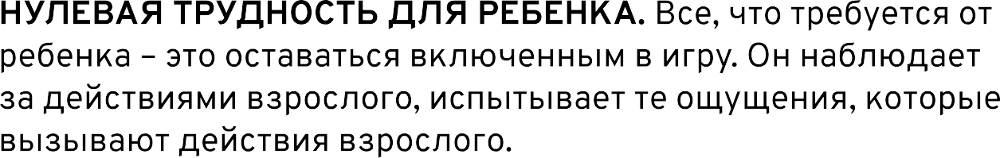 НУЛЕВАЯ ТРУДНОСТЬ ДЛЯ РЕБЕНКА. Все, что требуется от
ребенка – это оставаться включенным в игру. Он наблюдает
за действиями взрослого, испытывает те ощущения, которые
вызывают действия взрослого.